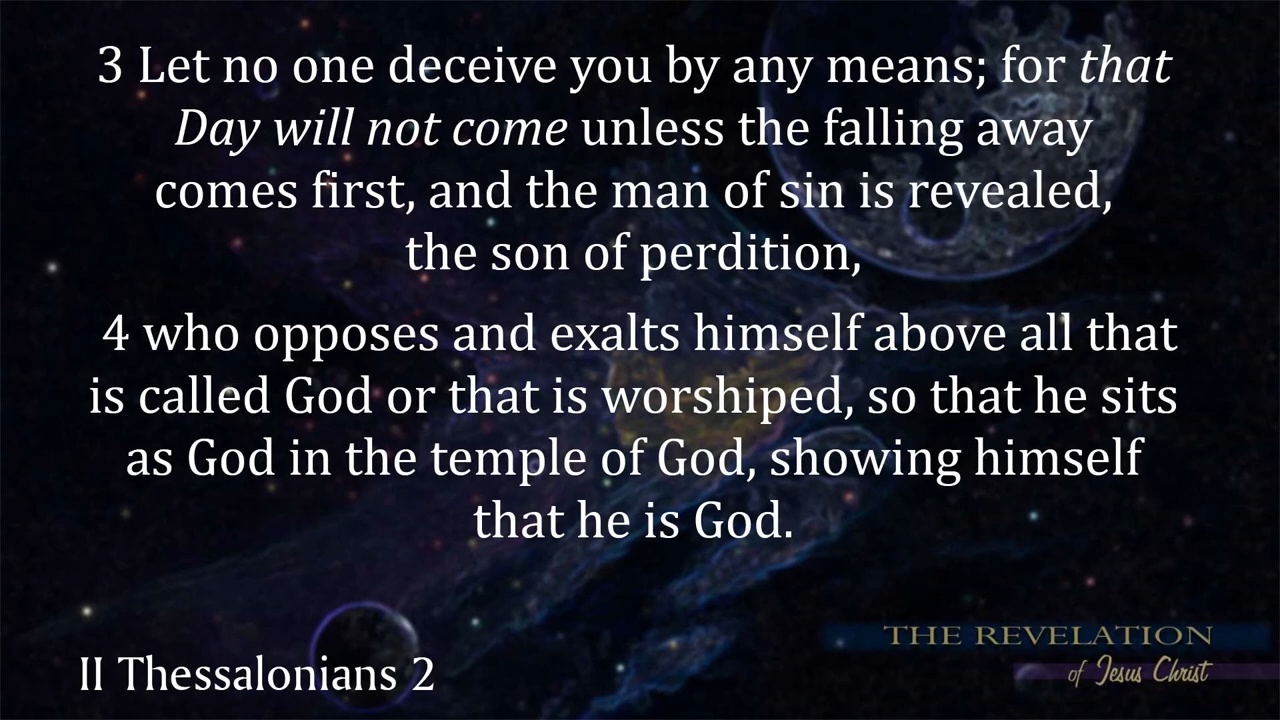 3 Let no one deceive you by any means; for that
Day will not come unless the falling away
comes first, and the man of sin is revealed,
the son of perdition,
4 who opposes and exalts himself above all that
is called God or that is worshiped, so that he sits
as God in the temple of God, showing himself
that he is God.
II Thessalonians 2
THE REVELATION
of Jesus Christ